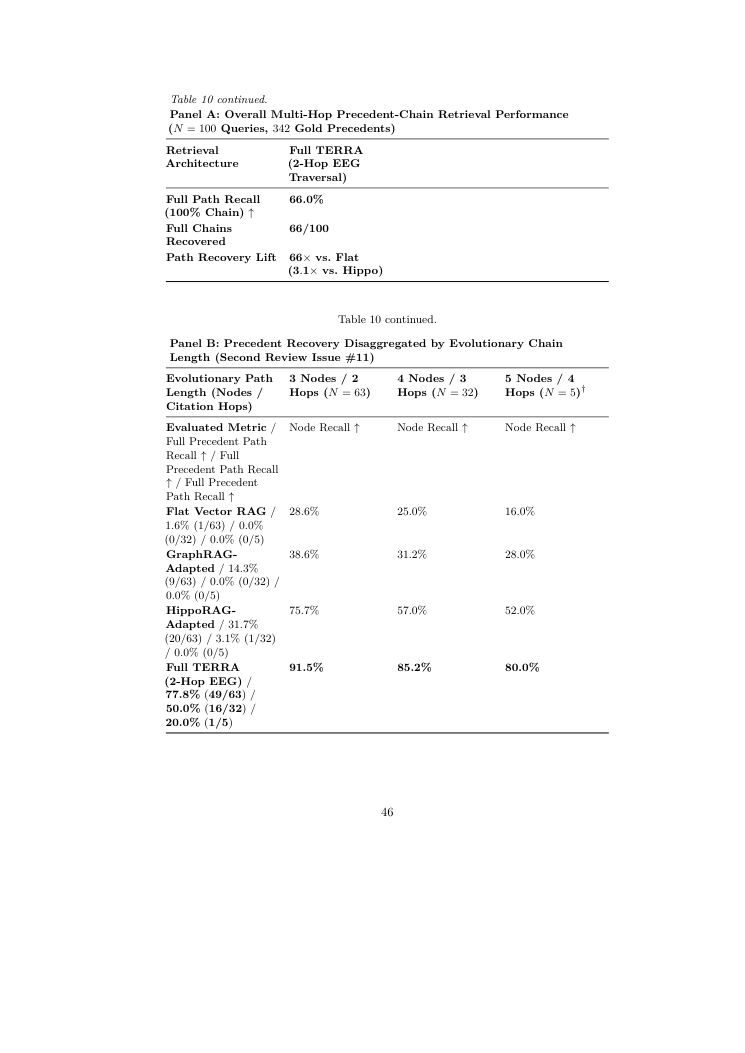 Table 10 continued.
Panel A: Overall Multi-Hop Precedent-Chain Retrieval Performance
(N = 100 Queries, 342 Gold Precedents)
Retrieval Architecture Full TERRA (2-Hop EEG Traversal)
Full Path Recall (100% Chain) ↑ 66.0%
Full Chains Recovered 66/100
Path Recovery Lift 66× vs. Flat (3.1× vs. Hippo)
Table 10 continued.
Panel B: Precedent Recovery Disaggregated by Evolutionary Chain
Length (Second Review Issue #11)
Evolutionary Path 3 Nodes / 2 4 Nodes / 3 5 Nodes / 4
Length (Nodes / Hops (N = 63) Hops (N = 32) Hops (N = 5)†
Citation Hops)
Evaluated Metric / Node Recall ↑ Node Recall ↑ Node Recall ↑
Full Precedent Path
Recall ↑ / Full
Precedent Path Recall
↑ / Full Precedent
Path Recall ↑
Flat Vector RAG / 28.6% 25.0% 16.0%
1.6% (1/63) / 0.0%
(0/32) / 0.0% (0/5)
GraphRAG- 38.6% 31.2% 28.0%
Adapted / 14.3%
(9/63) / 0.0% (0/32) /
0.0% (0/5)
HippoRAG- 75.7% 57.0% 52.0%
Adapted / 31.7%
(20/63) / 3.1% (1/32)
/ 0.0% (0/5)
Full TERRA 91.5% 85.2% 80.0%
(2-Hop EEG) /
77.8% (49/63) /
50.0% (16/32) /
20.0% (1/5)
46